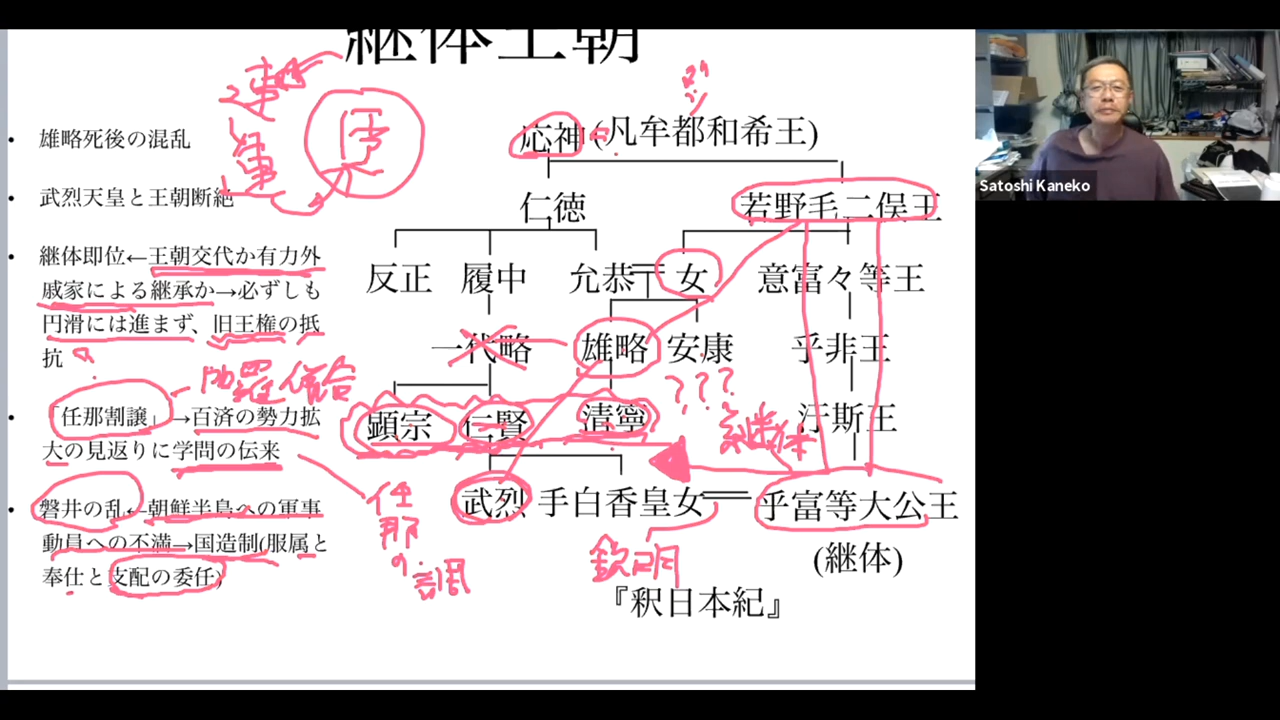 継体王朝
・ 雄略死後の混乱
・ 武烈天皇と王朝断絶
・ 継体即位←王朝交代か有力外
戚家による継承か→必ずしも
円滑には進まず、旧王権の抵
抗
・ 「任那割譲」→百済の勢力拡
大の見返りに学問の伝来
・ 磐井の乱←朝鮮半島への軍事
動員への不満→国造制(服属と
奉仕と支配の委任)
応神 (凡牟都和希王)
仁徳 若野毛二俣王
反正 履中 允恭 女 意富々等王
一代略 雄略 安康 乎非王
顕宗 仁賢 清寧 汙斯王
武烈 手白香皇女 乎富等大公王
(継体)
『釈日本紀』
加羅併合
???
継体
任
那
の
調
欽明
Satoshi Kaneko